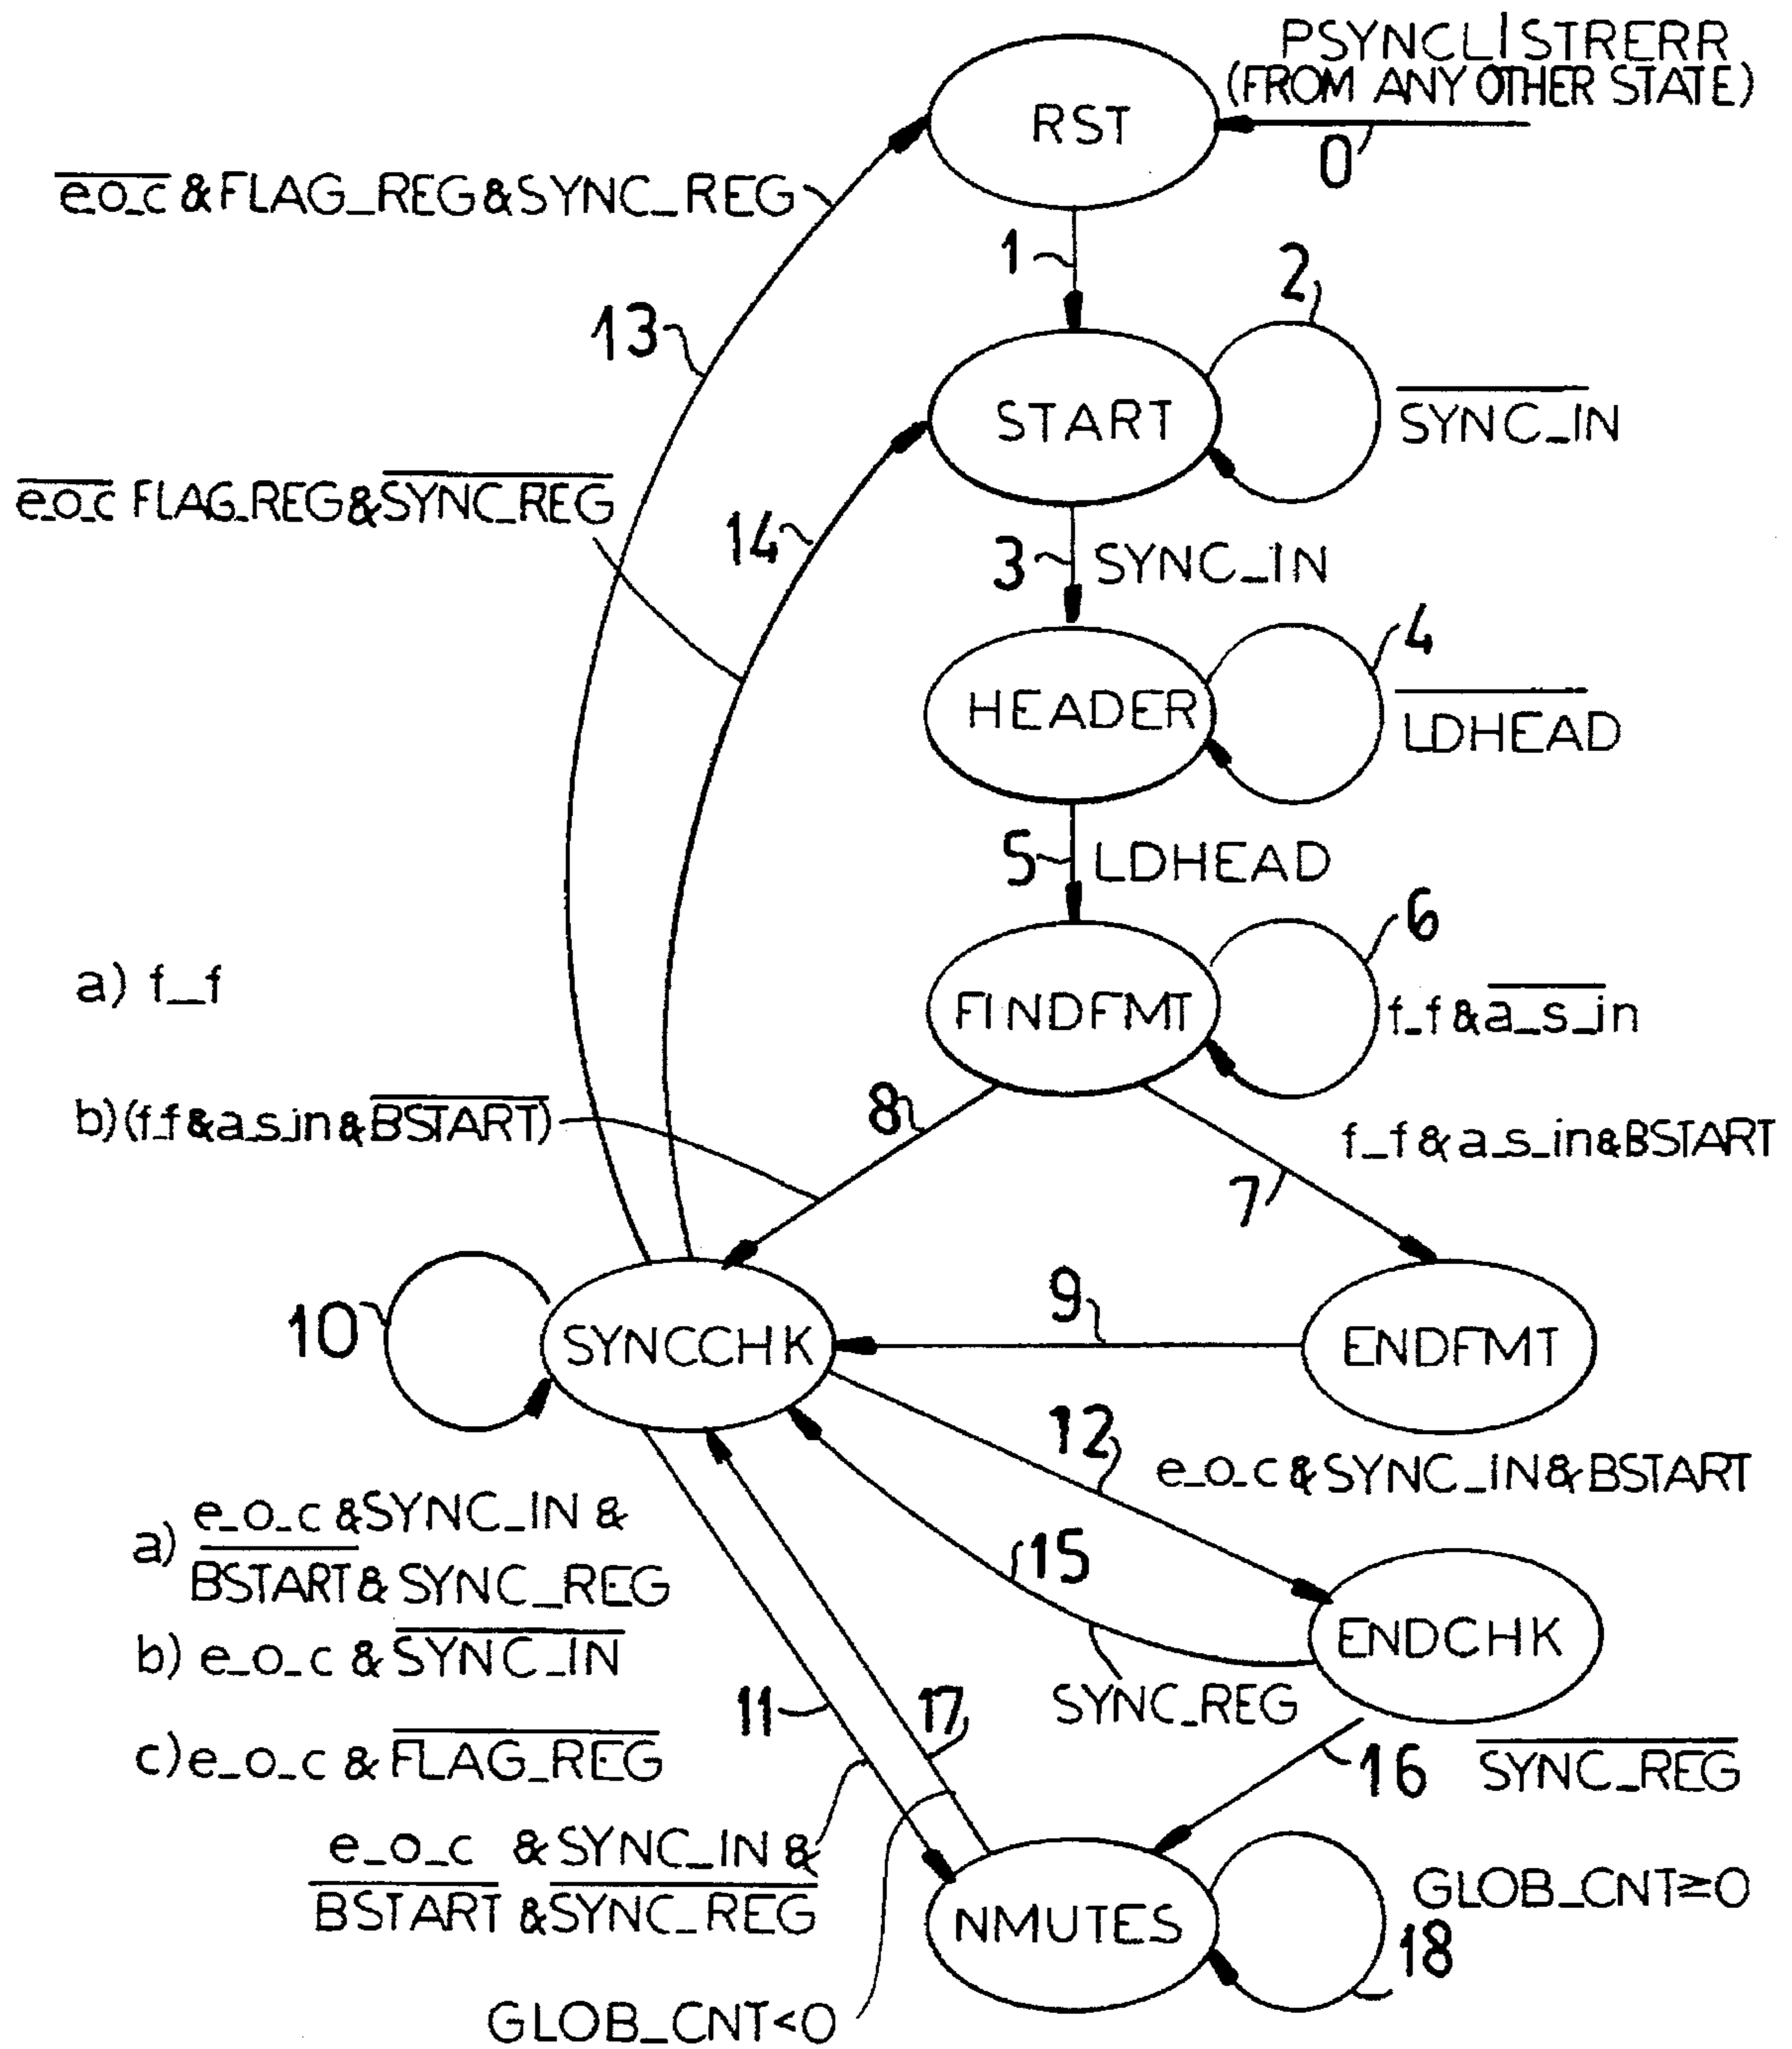 PSYNCL|STRERR
(FROM ANY OTHER STATE)
RST
0
e_o_c & FLAG_REG & SYNC_REG
1
2
13
START
SYNC_IN
e_o_c FLAG_REG & SYNC_REG
14
3
SYNC_IN
4
HEADER
LDHEAD
5
LDHEAD
6
a) f_f
FINDFMT
f_f & a_s_in
8
b) (f_f & a_s_in & BSTART)
f_f & a_s_in & BSTART
7
10
SYNCCHK
9
ENDFMT
12
e_o_c & SYNC_IN & BSTART
a) e_o_c & SYNC_IN &
BSTART & SYNC_REG
15
ENDCHK
b) e_o_c & SYNC_IN
SYNC_REG
11
17
c) e_o_c & FLAG_REG
16
SYNC_REG
e_o_c & SYNC_IN &
BSTART & SYNC_REG
NMUTES
GLOB_CNT≥0
18
GLOB_CNT<0